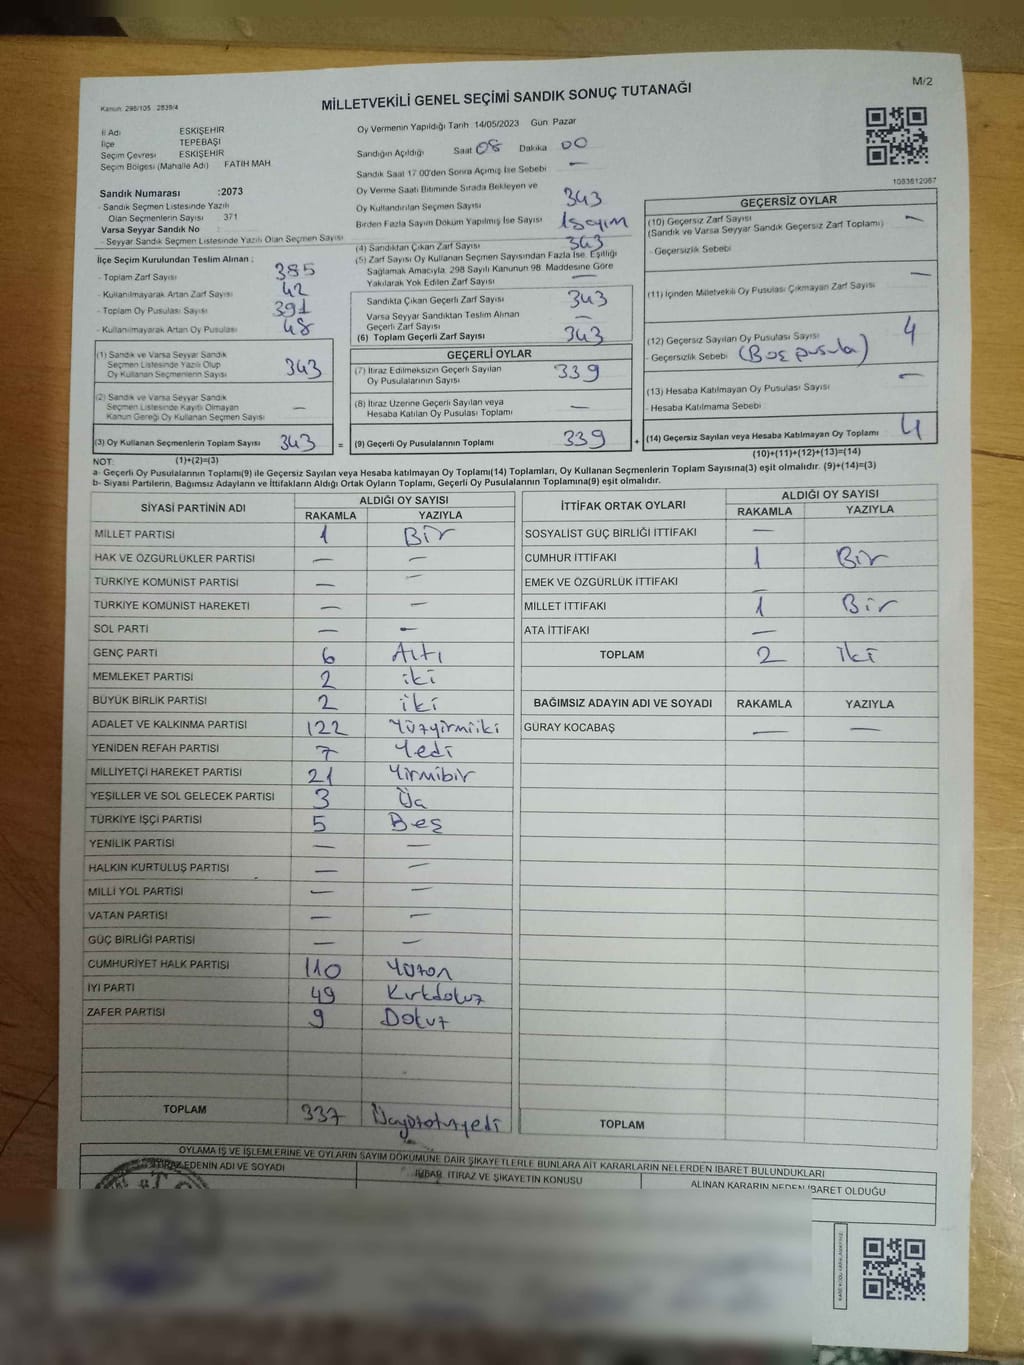 M/2
Kanun: 298/105 2839/4
MİLLETVEKİLİ GENEL SEÇİMİ SANDIK SONUÇ TUTANAĞI
İl Adı ESKİŞEHİR
İlçe TEPEBAŞI
Seçim Çevresi ESKİŞEHİR
Seçim Bölgesi (Mahalle Adı) FATİH MAH
Sandık Numarası :2073
- Sandık Seçmen Listesinde Yazılı
Olan Seçmenlerin Sayısı 371
Varsa Seyyar Sandık No :
- Seyyar Sandık Seçmen Listesinde Yazılı Olan Seçmen Sayısı
İlçe Seçim Kurulundan Teslim Alınan :
- Toplam Zarf Sayısı 385
- Kullanılmayarak Artan Zarf Sayısı 42
- Toplam Oy Pusulası Sayısı 391
- Kullanılmayarak Artan Oy Pusulası 48
(1) Sandık ve Varsa Seyyar Sandık
Seçmen Listesinde Yazılı Olup
Oy Kullanan Seçmenlerin Sayısı 343
(2) Sandık ve Varsa Seyyar Sandık
Seçmen Listesinde Kayıtlı Olmayan
Kanun Gereği Oy Kullanan Seçmen Sayısı —
(3) Oy Kullanan Seçmenlerin Toplam Sayısı 343 =
Oy Vermenin Yapıldığı Tarih 14/05/2023 Gün Pazar
Sandığın Açıldığı Saat 08 Dakika 00
Sandık Saat 17:00'den Sonra Açmış İse Sebebi —
Oy Verme Saati Bitiminde Sırada Bekleyen ve
Oy Kullandırılan Seçmen Sayısı 343
Birden Fazla Sayım Döküm Yapılmış İse Sayısı 1sayım
(4) Sandıktan Çıkan Zarf Sayısı 343
(5) Zarf Sayısı Oy Kullanan Seçmen Sayısından Fazla İse, Eşitliği
Sağlamak Amacıyla, 298 Sayılı Kanunun 98. Maddesine Göre
Yakılarak Yok Edilen Zarf Sayısı —
Sandıkta Çıkan Geçerli Zarf Sayısı 343
Varsa Seyyar Sandıktan Teslim Alınan
Geçerli Zarf Sayısı —
(6) Toplam Geçerli Zarf Sayısı 343
GEÇERLİ OYLAR
(7) İtiraz Edilmeksizin Geçerli Sayılan
Oy Pusulalarının Sayısı 339
(8) İtiraz Üzerine Geçerli Sayılan veya
Hesaba Katılan Oy Pusulası Toplamı —
(9) Geçerli Oy Pusulalarının Toplamı 339 +
1093612067
GEÇERSİZ OYLAR
(10) Geçersiz Zarf Sayısı —
(Sandık ve Varsa Seyyar Sandık Geçersiz Zarf Toplamı)
- Geçersizlik Sebebi
(11) İçinden Milletvekili Oy Pusulası Çıkmayan Zarf Sayısı —
(12) Geçersiz Sayılan Oy Pusulası Sayısı 4
- Geçersizlik Sebebi (Boş pusula)
(13) Hesaba Katılmayan Oy Pusulası Sayısı —
- Hesaba Katılmama Sebebi
(14) Geçersiz Sayılan veya Hesaba Katılmayan Oy Toplamı 4
NOT: (1)+(2)=(3) (10)+(11)+(12)+(13)=(14)
a- Geçerli Oy Pusulalarının Toplamı(9) ile Geçersiz Sayılan veya Hesaba katılmayan Oy Toplamı(14) Toplamları, Oy Kullanan Seçmenlerin Toplam Sayısına(3) eşit olmalıdır. (9)+(14)=(3)
b- Siyasi Partilerin, Bağımsız Adayların ve İttifakların Aldığı Ortak Oyların Toplamı, Geçerli Oy Pusulalarının Toplamına(9) eşit olmalıdır.
SİYASİ PARTİNİN ADI ALDIĞI OY SAYISI
RAKAMLA YAZIYLA
MİLLET PARTİSİ 1 Bir
HAK VE ÖZGÜRLÜKLER PARTİSİ — —
TÜRKİYE KOMÜNİST PARTİSİ — —
TÜRKİYE KOMÜNİST HAREKETİ — —
SOL PARTİ — —
GENÇ PARTİ 6 Altı
MEMLEKET PARTİSİ 2 iki
BÜYÜK BİRLİK PARTİSİ 2 iki
ADALET VE KALKINMA PARTİSİ 122 Yüzyirmiiki
YENİDEN REFAH PARTİSİ 7 Yedi
MİLLİYETÇİ HAREKET PARTİSİ 21 Yirmibir
YEŞİLLER VE SOL GELECEK PARTİSİ 3 Üç
TÜRKİYE İŞÇİ PARTİSİ 5 Beş
YENİLİK PARTİSİ — —
HALKIN KURTULUŞ PARTİSİ — —
MİLLİ YOL PARTİSİ — —
VATAN PARTİSİ — —
GÜÇ BİRLİĞİ PARTİSİ — —
CUMHURİYET HALK PARTİSİ 110 Yüzon
İYİ PARTİ 49 Kırkdokuz
ZAFER PARTİSİ 9 Dokuz
TOPLAM 337 Üçyüzotuzyedi
İTTİFAK ORTAK OYLARI ALDIĞI OY SAYISI
RAKAMLA YAZIYLA
SOSYALİST GÜÇ BİRLİĞİ İTTİFAKI —
CUMHUR İTTİFAKI 1 Bir
EMEK VE ÖZGÜRLÜK İTTİFAKI —
MİLLET İTTİFAKI 1 Bir
ATA İTTİFAKI —
TOPLAM 2 iki
BAĞIMSIZ ADAYIN ADI VE SOYADI RAKAMLA YAZIYLA
GÜRAY KOCABAŞ — —
TOPLAM
OYLAMA İŞ VE İŞLEMLERİNE VE OYLARIN SAYIM DÖKÜMÜNE DAİR ŞİKAYETLERLE BUNLARA AİT KARARLARIN NELERDEN İBARET BULUNDUKLARI
EDENİN ADI VE SOYADI
İHBAR, İTİRAZ VE ŞİKAYETİN KONUSU
ALINAN KARARIN NEDEN İBARET OLDUĞU